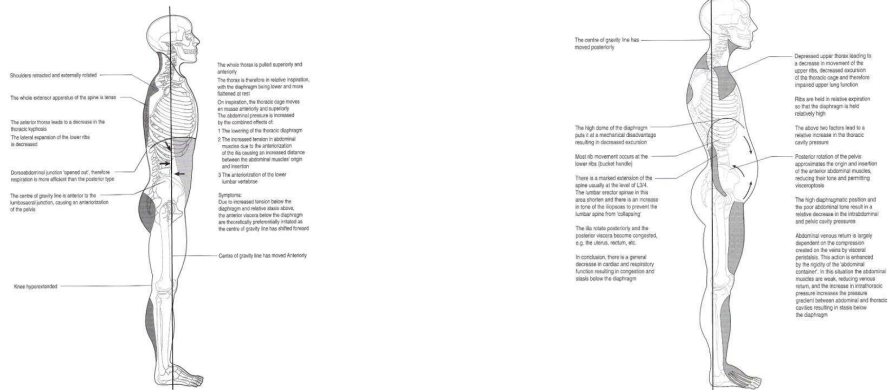 Shoulders retracted and externally rotated
The whole extensor apparatus of the spine is tense
The anterior thorax leads to a decrease in the
thoracic kyphosis
The lateral expansion of the lower ribs
is decreased
Dorsoabdominal junction 'opened out', therefore
respiration is more efficient than the posterior type
The centre of gravity line is anterior to the
lumbosacral junction, causing an anteriorization
of the pelvis
Knee hyperextended
The whole thorax is pulled superiorly and
anteriorly
The thorax is therefore in relative inspiration,
with the diaphragm being lower and more
flattened at rest
On inspiration, the thoracic cage moves
en masse anteriorly and superiorly
The abdominal pressure is increased
by the combined effects of:
1 The lowering of the thoracic diaphragm
2 The increased tension in abdominal
muscles due to the anteriorization
of the ilia causing an increased distance
between the abdominal muscles' origin
and insertion
3 The anteriorization of the lower
lumbar vertebrae
Symptoms:
Due to increased tension below the
diaphragm and relative stasis above,
the anterior viscera below the diaphragm
are theoretically preferentially irritated as
the centre of gravity line has shifted forward
Centre of gravity line has moved Anteriorly
The centre of gravity line has
moved posteriorly
The high dome of the diaphragm
puts it at a mechanical disadvantage
resulting in decreased excursion
Most rib movement occurs at the
lower ribs (bucket handle)
There is a marked extension of the
spine usually at the level of L3/4.
The lumbar erector spinae in this
area shorten and there is an increase
in tone of the iliopsoas to prevent the
lumbar spine from 'collapsing'
The ilia rotate posteriorly and the
posterior viscera become congested,
e.g. the uterus, rectum, etc.
In conclusion, there is a general
decrease in cardiac and respiratory
function resulting in congestion and
stasis below the diaphragm
Depressed upper thorax leading to
a decrease in movement of the
upper ribs, decreased excursion
of the thoracic cage and therefore
impaired upper lung function
Ribs are held in relative expiration
so that the diaphragm is held
relatively high
The above two factors lead to a
relative increase in the thoracic
cavity pressure
Posterior rotation of the pelvis
approximates the origin and insertion
of the anterior abdominal muscles,
reducing their tone and permitting
visceroptosis
The high diaphragmatic position and
the poor abdominal tone result in a
relative decrease in the intraabdominal
and pelvic cavity pressures
Abdominal venous return is largely
dependent on the compression
created on the veins by visceral
peristalsis. This action is enhanced
by the rigidity of the 'abdominal
container'. In this situation the abdominal
muscles are weak, reducing venous
return, and the increase in intrathoracic
pressure increases the pressure
gradient between abdominal and thoracic
cavities resulting in stasis below
the diaphragm